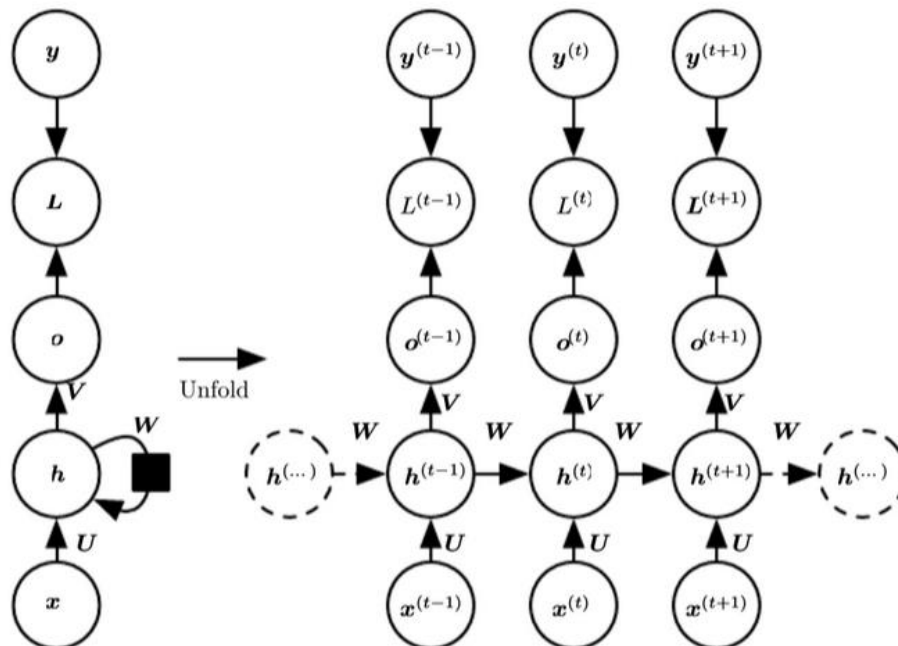 y y^(t−1) y^(t) y^(t+1)
L L^(t−1) L^(t) L^(t+1)
o o^(t−1) o^(t) o^(t+1)
Unfold
V V V V
W W W W W
h h^(...) h^(t−1) h^(t) h^(t+1) h^(...)
U U U U
x x^(t−1) x^(t) x^(t+1)